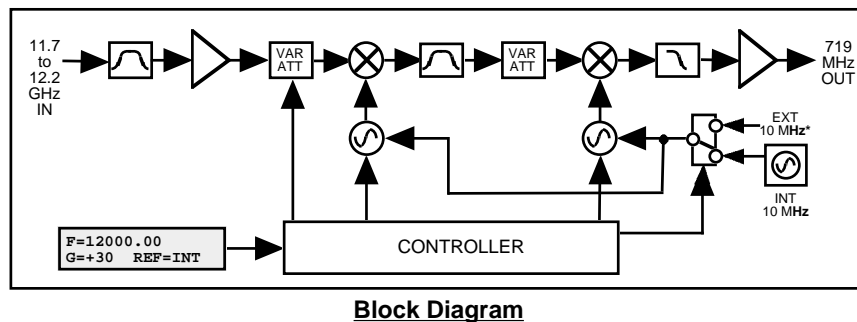 11.7
to
12.2
GHz
IN
VAR
ATT
VAR
ATT
719
MHz
OUT
EXT
10 MHz*
INT
10 MHz
F=12000.00
G=+30 REF=INT
CONTROLLER
Block Diagram